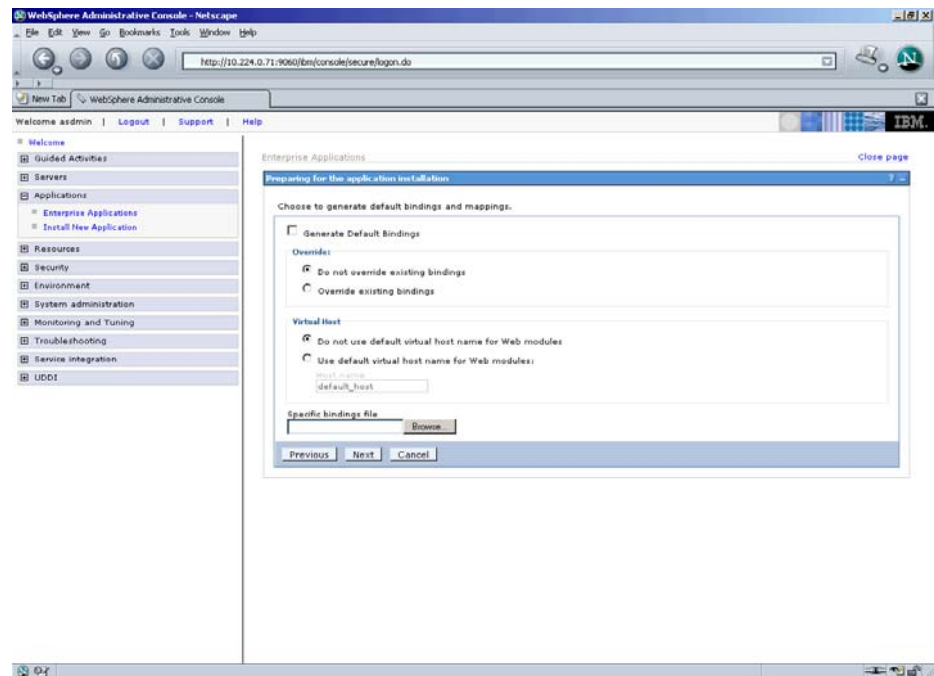 WebSphere Administrative Console - Netscape
File Edit View Go Bookmarks Tools Window Help
http://10.224.0.71:9060/ibm/console/secure/logon.do
New Tab WebSphere Administrative Console
Welcome asdmin | Logout | Support | Help
IBM.
Welcome
Guided Activities
Servers
Applications
Enterprise Applications
Install New Application
Resources
Security
Environment
System administration
Monitoring and Tuning
Troubleshooting
Service integration
UDDI
Enterprise Applications
Close page
Preparing for the application installation
? -
Choose to generate default bindings and mappings.
Generate Default Bindings
Override:
Do not override existing bindings
Override existing bindings
Virtual Host
Do not use default virtual host name for Web modules
Use default virtual host name for Web modules:
Host name
default_host
Specific bindings file
Browse...
Previous Next Cancel